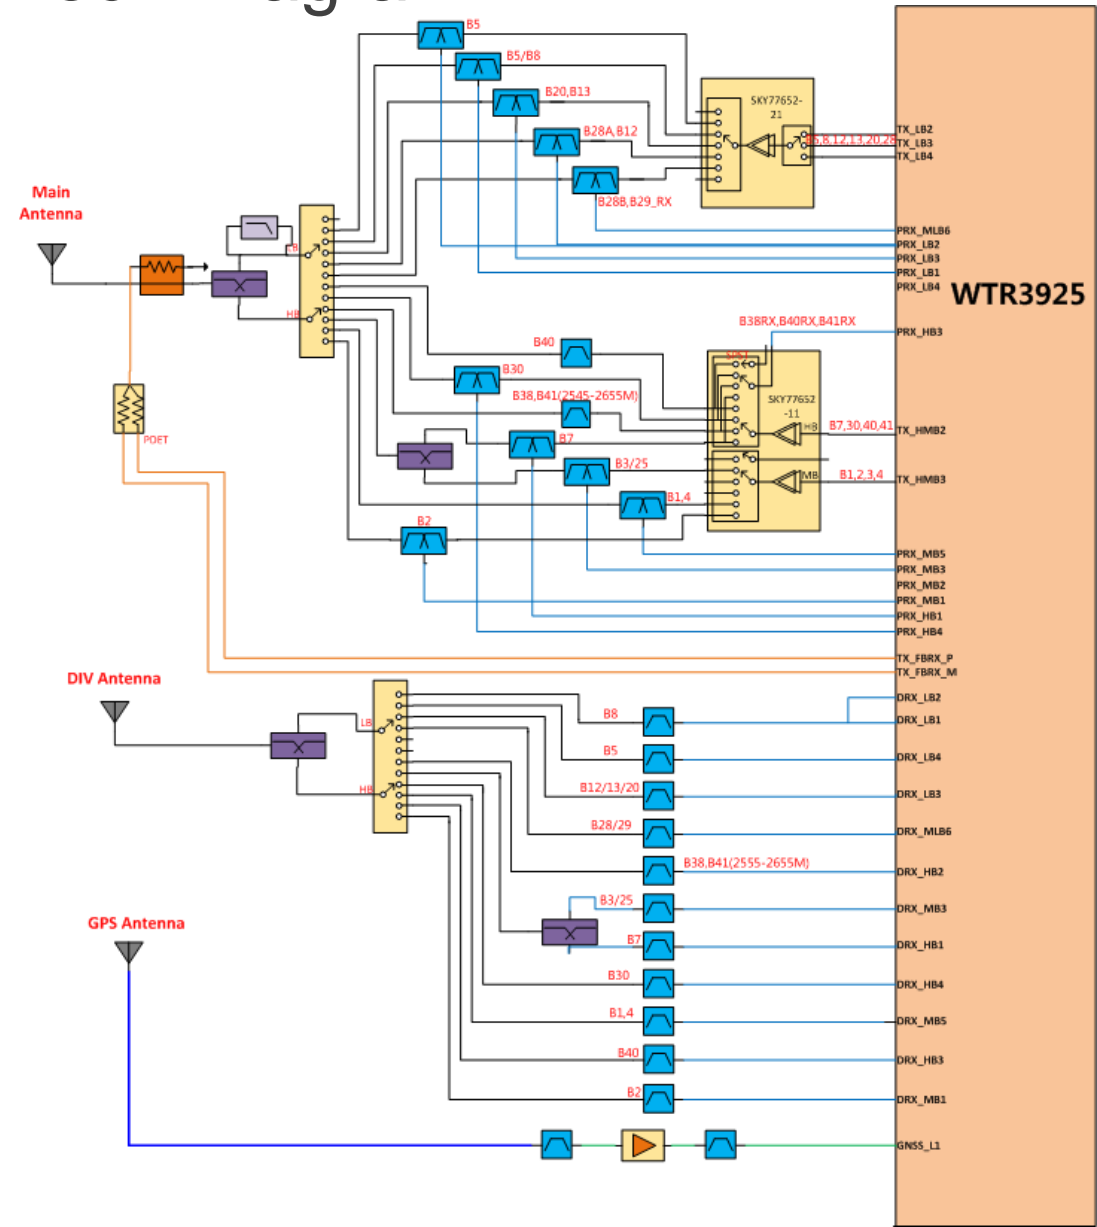 B5
B5/B8
B20,B13
B28A,B12
B28B,B29_RX
SKY77652-
21
B5,8,12,13,20,28
TX_LB2
TX_LB3
TX_LB4
Main
Antenna
LB
HB
PRX_MLB6
PRX_LB2
PRX_LB3
PRX_LB1
PRX_LB4
WTR3925
B38RX,B40RX,B41RX
PRX_HB3
B40
B30
B38,B41(2545-2655M)
B7
B3/25
B1,4
B2
SKY77652
-11
HB
MB
B7,30,40,41
TX_HMB2
B1,2,3,4
TX_HMB3
PDET
PRX_MB5
PRX_MB3
PRX_MB2
PRX_MB1
PRX_HB1
PRX_HB4
TX_FBRX_P
TX_FBRX_M
DIV Antenna
LB
HB
B8
DRX_LB2
DRX_LB1
B5
DRX_LB4
B12/13/20
DRX_LB3
B28/29
DRX_MLB6
B38,B41(2555-2655M)
DRX_HB2
B3/25
DRX_MB3
B7
DRX_HB1
B30
DRX_HB4
B1,4
DRX_MB5
B40
DRX_HB3
B2
DRX_MB1
GPS Antenna
GNSS_L1